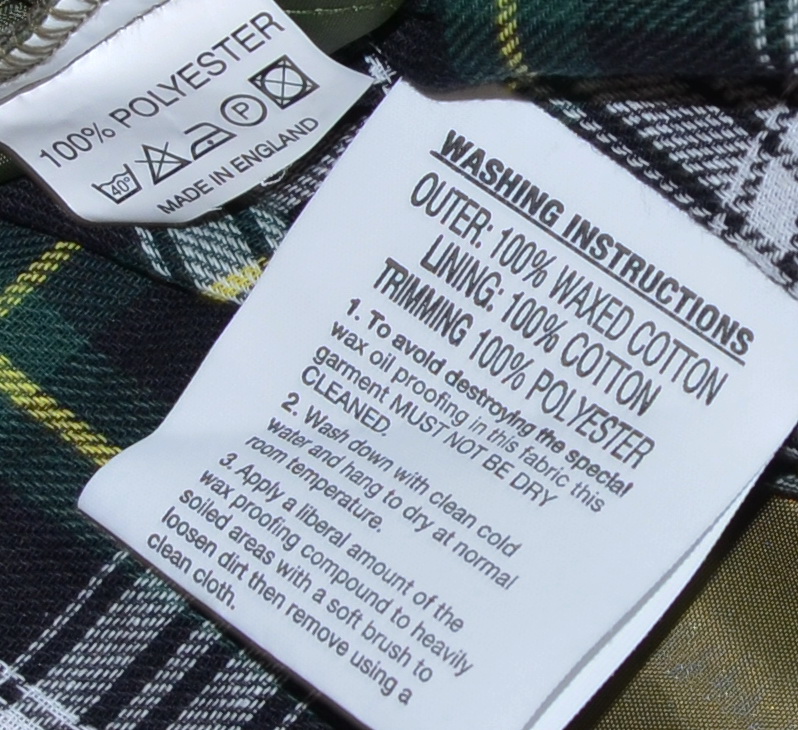 100% POLYESTER
40° P
MADE IN ENGLAND
WASHING INSTRUCTIONS
OUTER: 100% WAXED COTTON
LINING: 100% COTTON
TRIMMING 100% POLYESTER
1. To avoid destroying the special
wax oil proofing in this fabric this
garment MUST NOT BE DRY
CLEANED.
2. Wash down with clean cold
water and hang to dry at normal
room temperature.
3. Apply a liberal amount of the
wax proofing compound to heavily
soiled areas with a soft brush to
loosen dirt then remove using a
clean cloth.